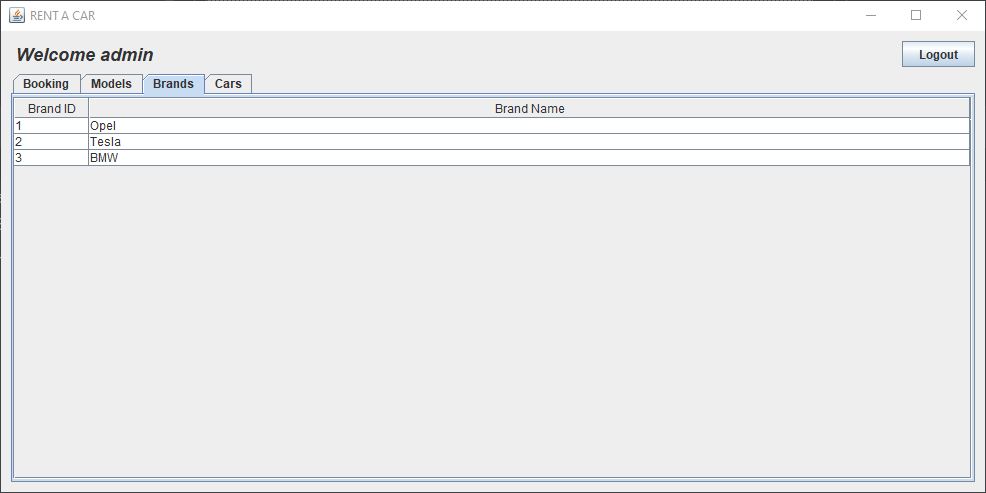 RENT A CAR
Welcome admin
Logout
Booking Models Brands Cars
Brand ID Brand Name
1 Opel
2 Tesla
3 BMW